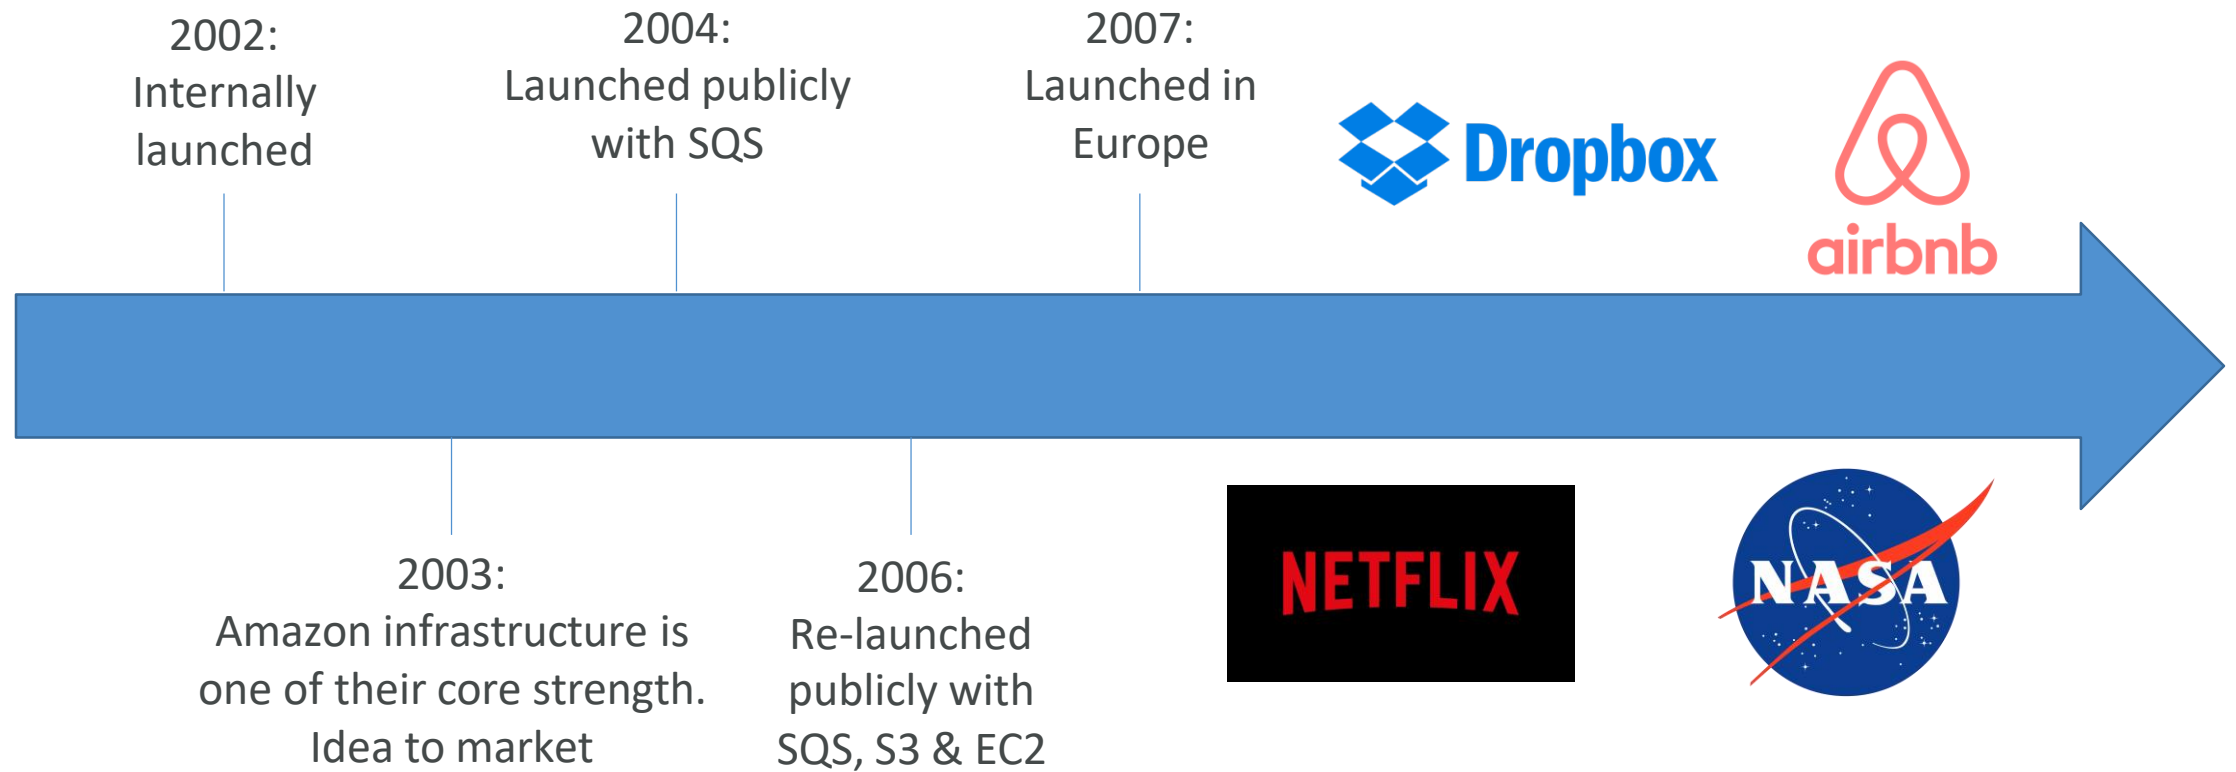 2002:
Internally
launched
2004:
Launched publicly
with SQS
2007:
Launched in
Europe
Dropbox
airbnb
2003:
Amazon infrastructure is
one of their core strength.
Idea to market
2006:
Re-launched
publicly with
SQS, S3 & EC2
NETFLIX
NASA